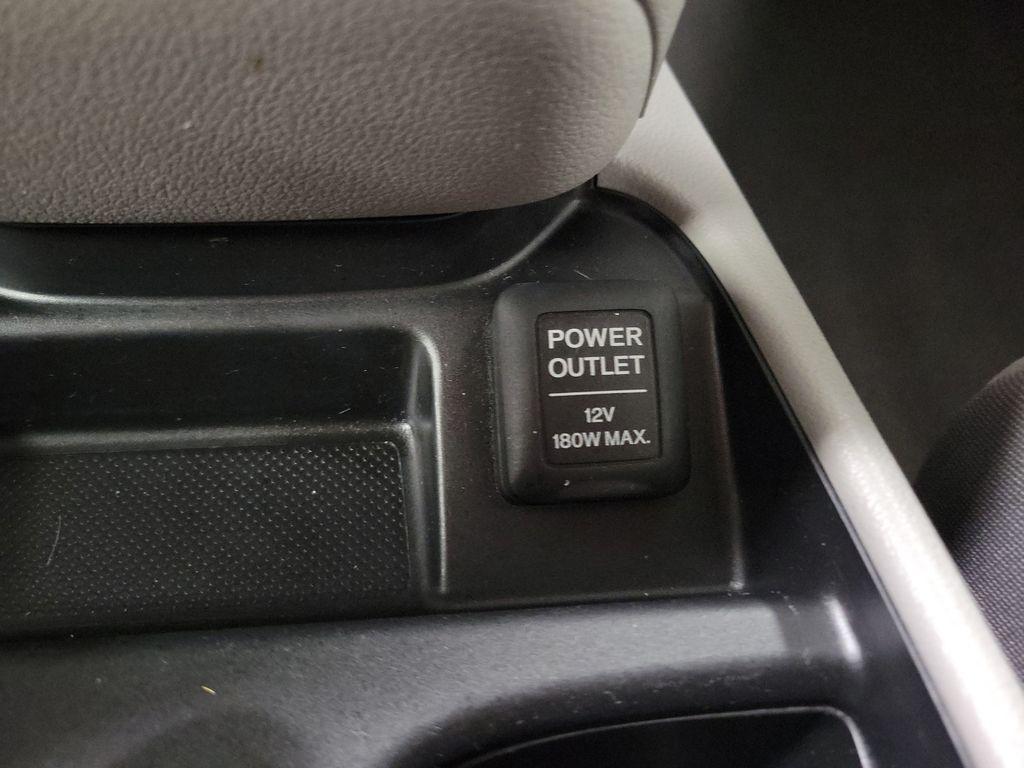 POWER
OUTLET
12V
180W MAX.